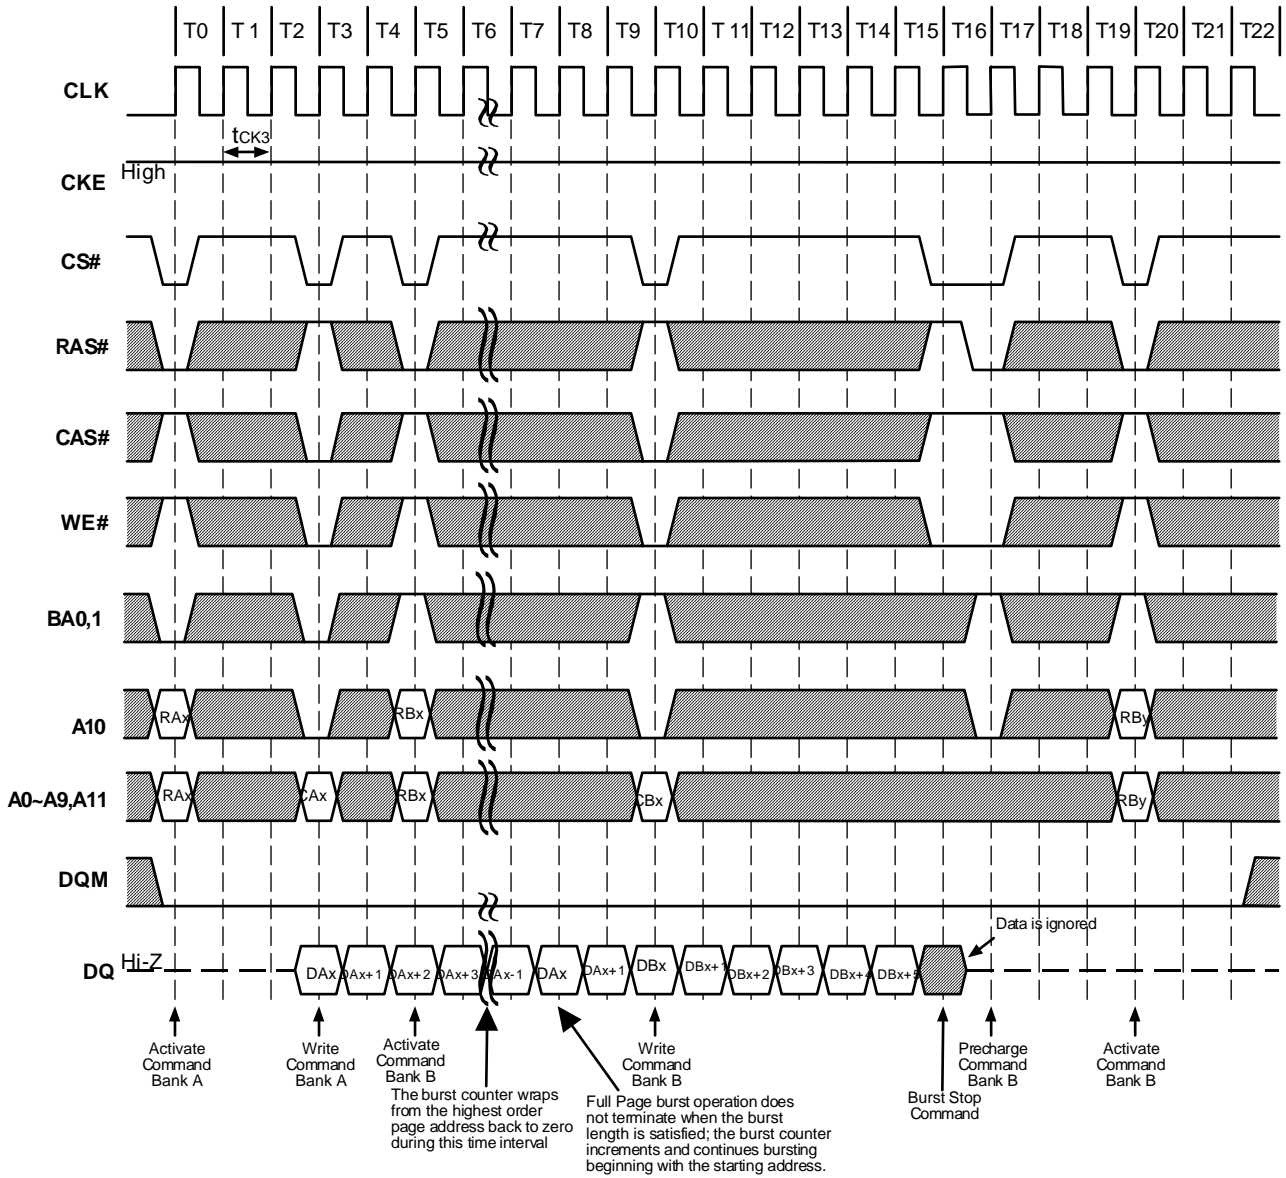 T0 T 1 T2 T3 T4 T5 T6 T7 T8 T9 T10 T 11 T12 T13 T14 T15 T16 T17 T18 T19 T20 T21 T22
CLK
tCK3
High
CKE
CS#
RAS#
CAS#
WE#
BA0,1
A10
RAx RBx RBy
A0~A9,A11
RAx CAx RBx CBx RBy
DQM
Data is ignored
DQ
Hi-Z
DAx DAx+1 DAx+2 DAx+3 DAx-1 DAx DAx+1 DBx DBx+1 DBx+2 DBx+3 DBx+4 DBx+5
Activate
Command
Bank A
Write
Command
Bank A
Activate
Command
Bank B
Write
Command
Bank B
Precharge
Command
Bank B
Activate
Command
Bank B
The burst counter wraps
from the highest order
page address back to zero
during this time interval
Full Page burst operation does
not terminate when the burst
length is satisfied; the burst counter
increments and continues bursting
beginning with the starting address.
Burst Stop
Command